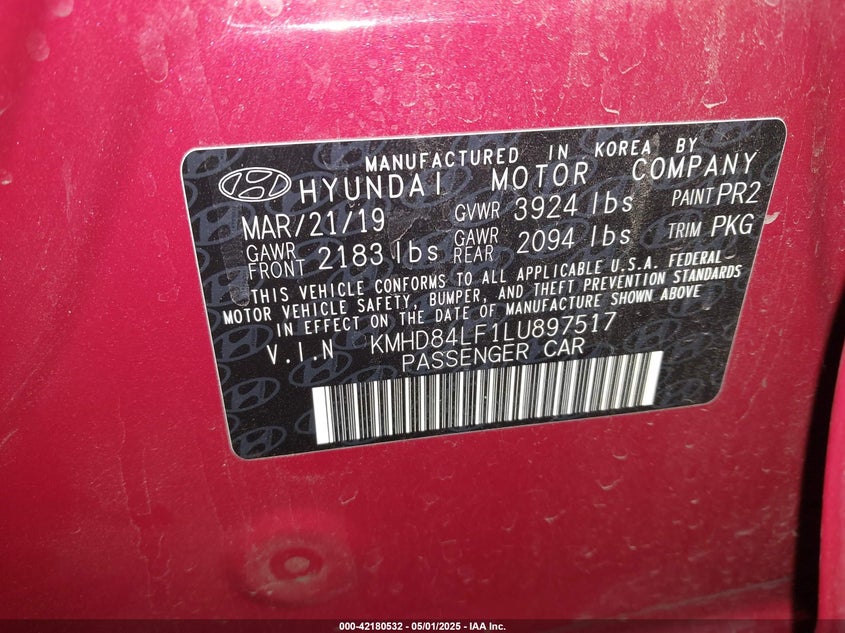 MANUFACTURED IN KOREA BY
HYUNDAI MOTOR COMPANY
MAR/21/19 GVWR 3924 lbs PAINT PR2
GAWR FRONT 2183 lbs GAWR REAR 2094 lbs TRIM PKG
THIS VEHICLE CONFORMS TO ALL APPLICABLE U.S.A. FEDERAL
MOTOR VEHICLE SAFETY, BUMPER, AND THEFT PREVENTION STANDARDS
IN EFFECT ON THE DATE OF MANUFACTURE SHOWN ABOVE
V.I.N KMHD84LF1LU897517
PASSENGER CAR
000-42180532 - 05/01/2025 - IAA Inc.